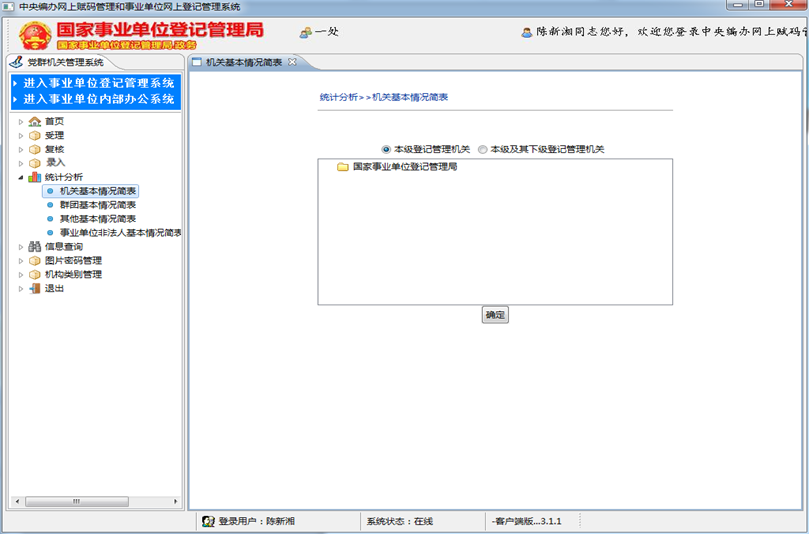 中央编办网上赋码管理和事业单位网上登记管理系统
国家事业单位登记管理局
国家事业单位登记管理局.政务
一处
陈新湘同志您好，欢迎您登录中央编办网上赋码
党群机关管理系统
机关基本情况简表
进入事业单位登记管理系统
进入事业单位内部办公系统
统计分析>>机关基本情况简表
首页
受理
复核
录入
统计分析
机关基本情况简表
群团基本情况简表
其他基本情况简表
事业单位非法人基本情况简表
信息查询
图片密码管理
机构类别管理
退出
本级登记管理机关 本级及其下级登记管理机关
国家事业单位登记管理局
确定
登录用户：陈新湘
系统状态：在线
-客户端版...3.1.1